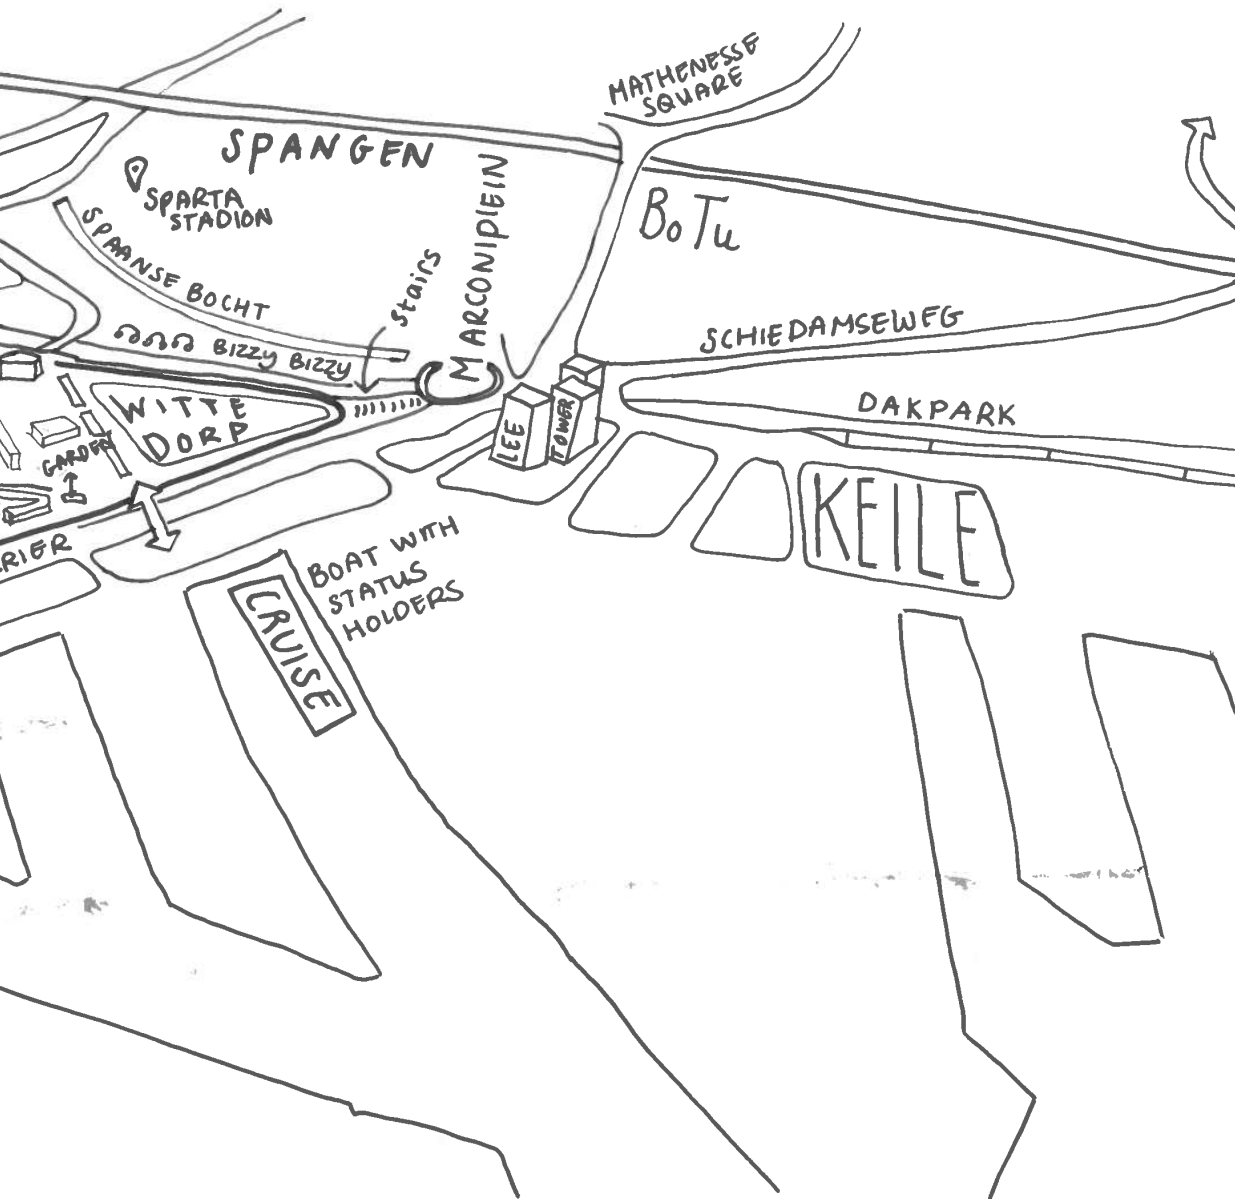 MATHENESSE
SQUARE
SPANGEN
SPARTA
STADION
MARCONIPLEIN
BoTu
SPAANSE BOCHT
Stairs
BIZZY BIZZY
SCHIEDAMSEWEG
WITTE
DORP
DAKPARK
LEE
TOWER
GARDEN
KEILE
RIER
BOAT WITH
STATUS
HOLDERS
CRUISE